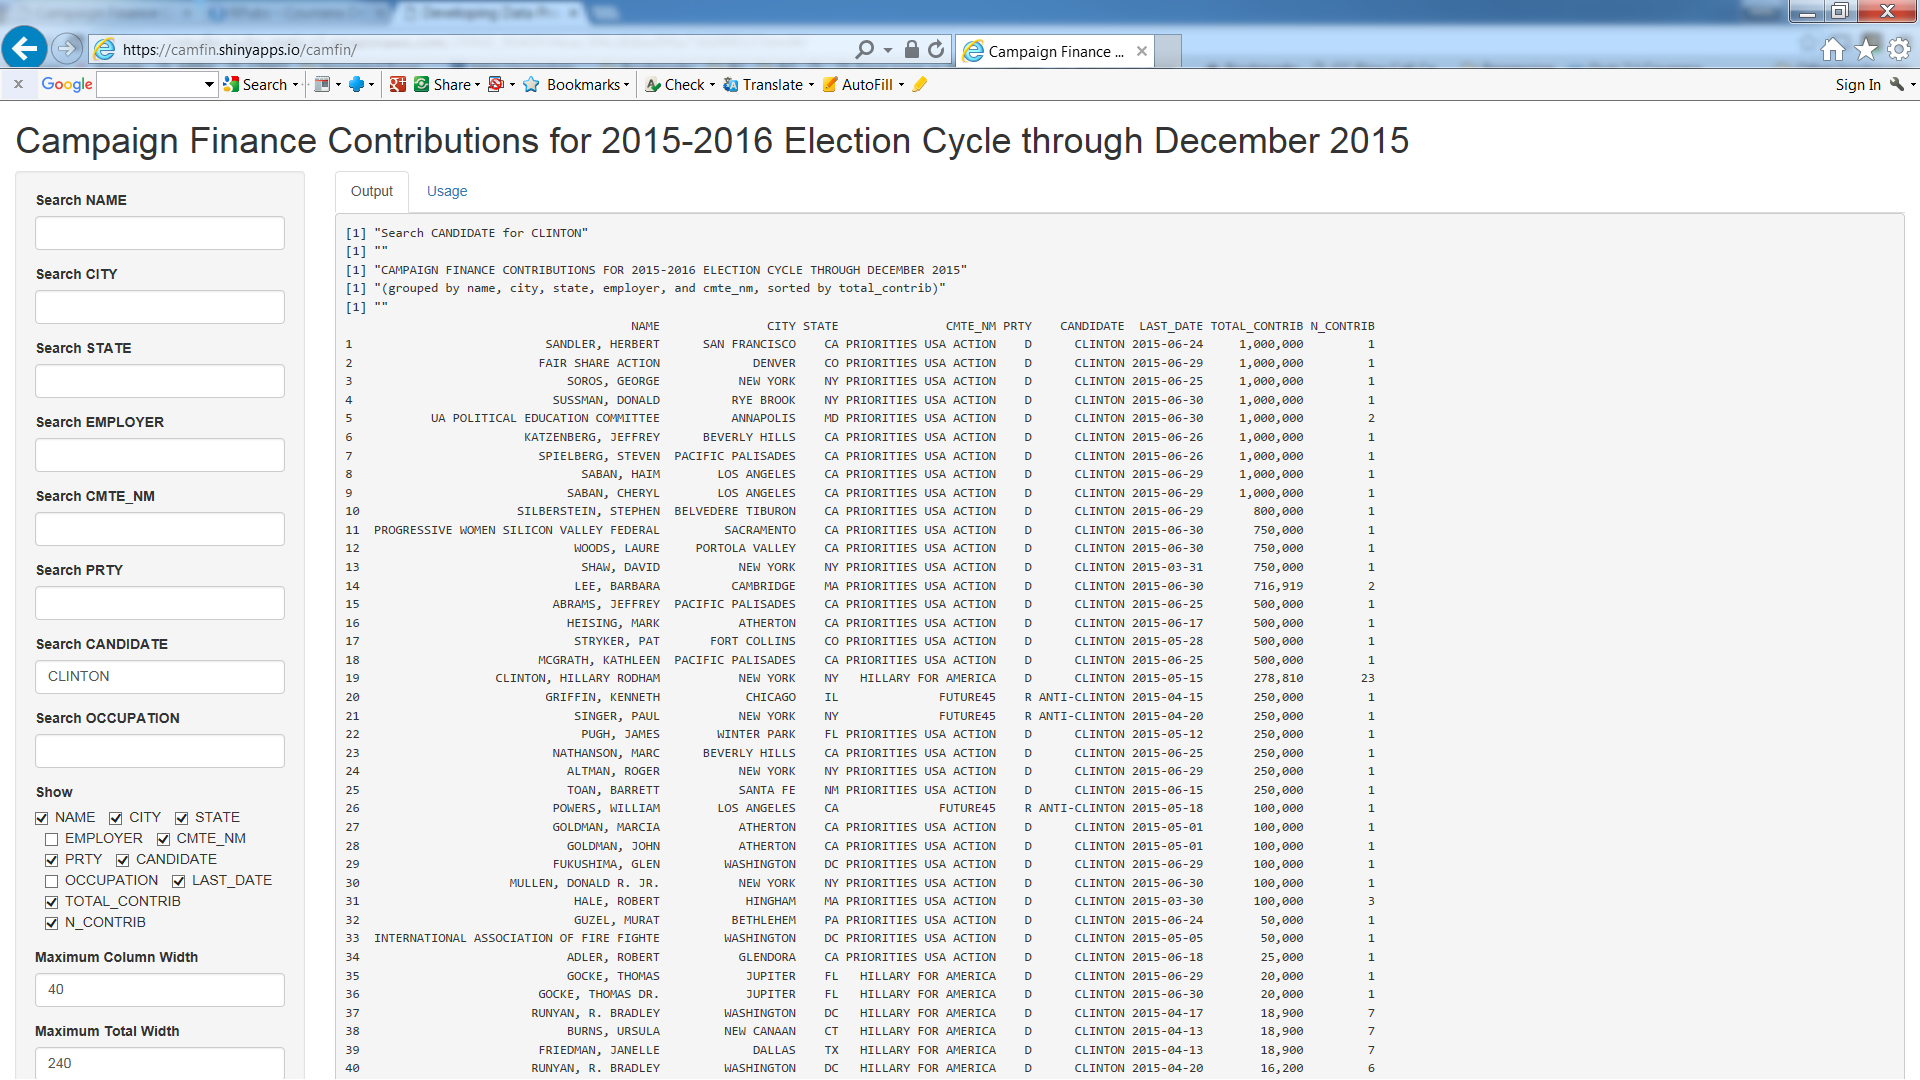 https://camfin.shinyapps.io/camfin/
Campaign Finance ...
x Google Search Share Bookmarks Check Translate AutoFill Sign In
Campaign Finance Contributions for 2015-2016 Election Cycle through December 2015
Search NAME
Search CITY
Search STATE
Search EMPLOYER
Search CMTE_NM
Search PRTY
Search CANDIDATE
CLINTON
Search OCCUPATION
Show
NAME CITY STATE
EMPLOYER CMTE_NM
PRTY CANDIDATE
OCCUPATION LAST_DATE
TOTAL_CONTRIB
N_CONTRIB
Maximum Column Width
40
Maximum Total Width
240
Output Usage
[1] "Search CANDIDATE for CLINTON"
[1] ""
[1] "CAMPAIGN FINANCE CONTRIBUTIONS FOR 2015-2016 ELECTION CYCLE THROUGH DECEMBER 2015"
[1] "(grouped by name, city, state, employer, and cmte_nm, sorted by total_contrib)"
[1] ""
NAME CITY STATE CMTE_NM PRTY CANDIDATE LAST_DATE TOTAL_CONTRIB N_CONTRIB
1 SANDLER, HERBERT SAN FRANCISCO CA PRIORITIES USA ACTION D CLINTON 2015-06-24 1,000,000 1
2 FAIR SHARE ACTION DENVER CO PRIORITIES USA ACTION D CLINTON 2015-06-29 1,000,000 1
3 SOROS, GEORGE NEW YORK NY PRIORITIES USA ACTION D CLINTON 2015-06-25 1,000,000 1
4 SUSSMAN, DONALD RYE BROOK NY PRIORITIES USA ACTION D CLINTON 2015-06-30 1,000,000 1
5 UA POLITICAL EDUCATION COMMITTEE ANNAPOLIS MD PRIORITIES USA ACTION D CLINTON 2015-06-30 1,000,000 2
6 KATZENBERG, JEFFREY BEVERLY HILLS CA PRIORITIES USA ACTION D CLINTON 2015-06-26 1,000,000 1
7 SPIELBERG, STEVEN PACIFIC PALISADES CA PRIORITIES USA ACTION D CLINTON 2015-06-26 1,000,000 1
8 SABAN, HAIM LOS ANGELES CA PRIORITIES USA ACTION D CLINTON 2015-06-29 1,000,000 1
9 SABAN, CHERYL LOS ANGELES CA PRIORITIES USA ACTION D CLINTON 2015-06-29 1,000,000 1
10 SILBERSTEIN, STEPHEN BELVEDERE TIBURON CA PRIORITIES USA ACTION D CLINTON 2015-06-29 800,000 1
11 PROGRESSIVE WOMEN SILICON VALLEY FEDERAL SACRAMENTO CA PRIORITIES USA ACTION D CLINTON 2015-06-30 750,000 1
12 WOODS, LAURE PORTOLA VALLEY CA PRIORITIES USA ACTION D CLINTON 2015-06-30 750,000 1
13 SHAW, DAVID NEW YORK NY PRIORITIES USA ACTION D CLINTON 2015-03-31 750,000 1
14 LEE, BARBARA CAMBRIDGE MA PRIORITIES USA ACTION D CLINTON 2015-06-30 716,919 2
15 ABRAMS, JEFFREY PACIFIC PALISADES CA PRIORITIES USA ACTION D CLINTON 2015-06-25 500,000 1
16 HEISING, MARK ATHERTON CA PRIORITIES USA ACTION D CLINTON 2015-06-17 500,000 1
17 STRYKER, PAT FORT COLLINS CO PRIORITIES USA ACTION D CLINTON 2015-05-28 500,000 1
18 MCGRATH, KATHLEEN PACIFIC PALISADES CA PRIORITIES USA ACTION D CLINTON 2015-06-25 500,000 1
19 CLINTON, HILLARY RODHAM NEW YORK NY HILLARY FOR AMERICA D CLINTON 2015-05-15 278,810 23
20 GRIFFIN, KENNETH CHICAGO IL FUTURE45 R ANTI-CLINTON 2015-04-15 250,000 1
21 SINGER, PAUL NEW YORK NY FUTURE45 R ANTI-CLINTON 2015-04-20 250,000 1
22 PUGH, JAMES WINTER PARK FL PRIORITIES USA ACTION D CLINTON 2015-05-12 250,000 1
23 NATHANSON, MARC BEVERLY HILLS CA PRIORITIES USA ACTION D CLINTON 2015-06-25 250,000 1
24 ALTMAN, ROGER NEW YORK NY PRIORITIES USA ACTION D CLINTON 2015-06-29 250,000 1
25 TOAN, BARRETT SANTA FE NM PRIORITIES USA ACTION D CLINTON 2015-06-15 250,000 1
26 POWERS, WILLIAM LOS ANGELES CA FUTURE45 R ANTI-CLINTON 2015-05-18 100,000 1
27 GOLDMAN, MARCIA ATHERTON CA PRIORITIES USA ACTION D CLINTON 2015-05-01 100,000 1
28 GOLDMAN, JOHN ATHERTON CA PRIORITIES USA ACTION D CLINTON 2015-05-01 100,000 1
29 FUKUSHIMA, GLEN WASHINGTON DC PRIORITIES USA ACTION D CLINTON 2015-06-29 100,000 1
30 MULLEN, DONALD R. JR. NEW YORK NY PRIORITIES USA ACTION D CLINTON 2015-06-30 100,000 1
31 HALE, ROBERT HINGHAM MA PRIORITIES USA ACTION D CLINTON 2015-03-30 100,000 3
32 GUZEL, MURAT BETHLEHEM PA PRIORITIES USA ACTION D CLINTON 2015-06-24 50,000 1
33 INTERNATIONAL ASSOCIATION OF FIRE FIGHTE WASHINGTON DC PRIORITIES USA ACTION D CLINTON 2015-05-05 50,000 1
34 ADLER, ROBERT GLENDORA CA PRIORITIES USA ACTION D CLINTON 2015-06-18 25,000 1
35 GOCKE, THOMAS JUPITER FL HILLARY FOR AMERICA D CLINTON 2015-06-29 20,000 1
36 GOCKE, THOMAS DR. JUPITER FL HILLARY FOR AMERICA D CLINTON 2015-06-30 20,000 1
37 RUNYAN, R. BRADLEY WASHINGTON DC HILLARY FOR AMERICA D CLINTON 2015-04-17 18,900 7
38 BURNS, URSULA NEW CANAAN CT HILLARY FOR AMERICA D CLINTON 2015-04-13 18,900 7
39 FRIEDMAN, JANELLE DALLAS TX HILLARY FOR AMERICA D CLINTON 2015-04-13 18,900 7
40 RUNYAN, R. BRADLEY WASHINGTON DC HILLARY FOR AMERICA D CLINTON 2015-04-20 16,200 6